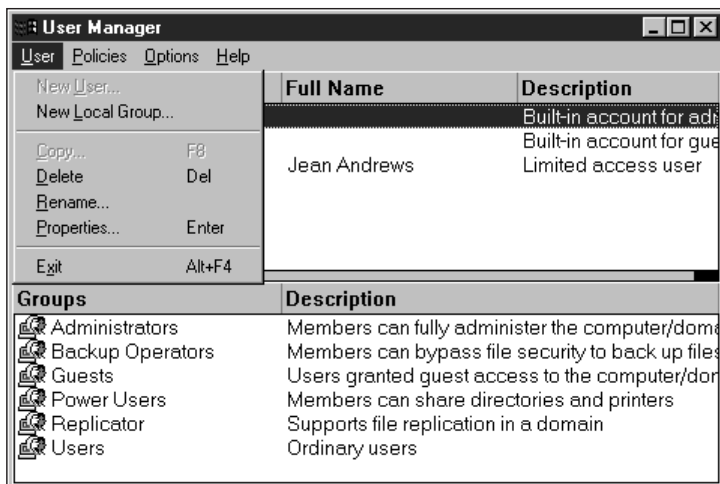 User Manager
User Policies Options Help
New User...
New Local Group...
Copy... F8
Delete Del
Rename...
Properties... Enter
Exit Alt+F4
Full Name Description
Built-in account for adm
Built-in account for gue
Jean Andrews Limited access user
Groups Description
Administrators Members can fully administer the computer/doma
Backup Operators Members can bypass file security to back up files
Guests Users granted guest access to the computer/dor
Power Users Members can share directories and printers
Replicator Supports file replication in a domain
Users Ordinary users